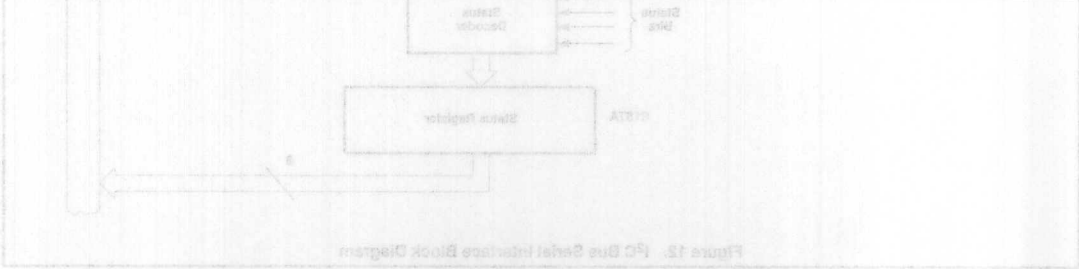 Status
Decoder
Status
Bits
Status Register
S1STA
8
Figure 12. I²C Bus Serial Interface Block Diagram